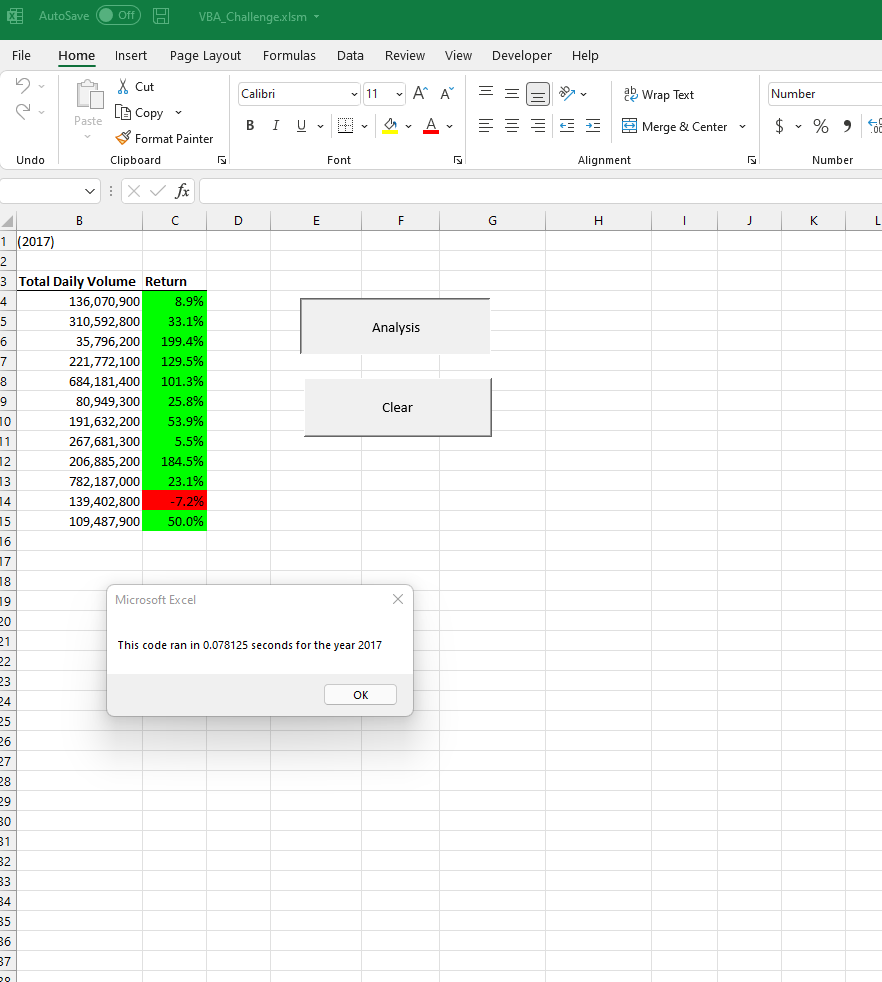 AutoSave Off VBA_Challenge.xlsm
File Home Insert Page Layout Formulas Data Review View Developer Help
Paste
Cut
Copy
Format Painter
Calibri 11
B I U A
Wrap Text
Merge & Center
Number
$ % 9
Undo Clipboard Font Alignment Number
fx
B C D E F G H I J K L
1 (2017)
2
3 Total Daily Volume Return
4 136,070,900 8.9%
5 310,592,800 33.1%
6 35,796,200 199.4%
7 221,772,100 129.5%
8 684,181,400 101.3%
9 80,949,300 25.8%
10 191,632,200 53.9%
11 267,681,300 5.5%
12 206,885,200 184.5%
13 782,187,000 23.1%
14 139,402,800 -7.2%
15 109,487,900 50.0%
Analysis
Clear
16
17
18
19
20
21
22
23
24
25
26
27
28
29
30
31
32
33
34
35
36
37
38
Microsoft Excel
This code ran in 0.078125 seconds for the year 2017
OK